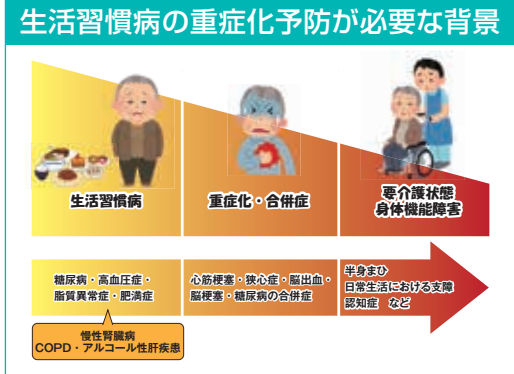 生活習慣病の重症化予防が必要な背景
生活習慣病
重症化・合併症
要介護状態
身体機能障害
糖尿病・高血圧症・
脂質異常症・肥満症
心筋梗塞・狭心症・脳出血・
脳梗塞・糖尿病の合併症
半身まひ
日常生活における支障
認知症　など
慢性腎臓病
COPD・アルコール性肝疾患